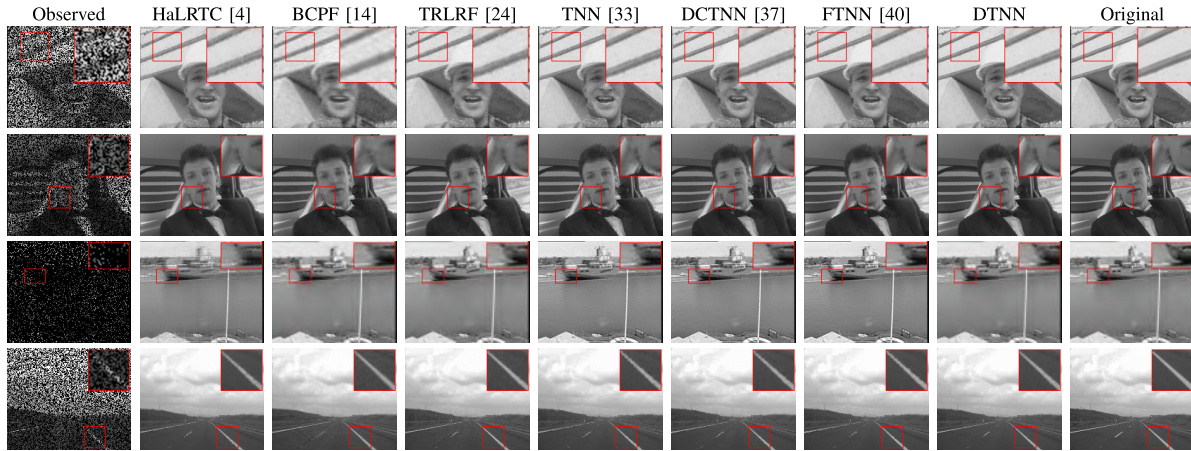 Observed HaLRTC [4] BCPF [14] TRLRF [24] TNN [33] DCTNN [37] FTNN [40] DTNN Original